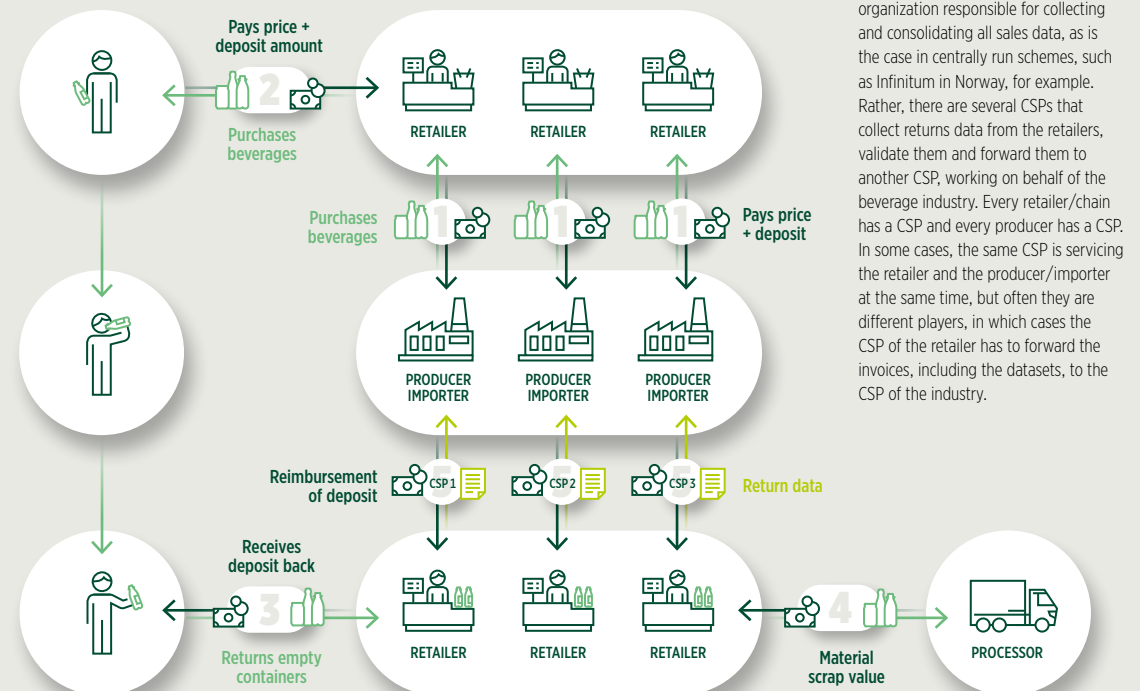 Pays price +
deposit amount
2
Purchases
beverages
RETAILER
RETAILER
RETAILER
Purchases
beverages
1
1
1
Pays price
+ deposit
PRODUCER
IMPORTER
PRODUCER
IMPORTER
PRODUCER
IMPORTER
Reimbursement
of deposit
5
CSP 1
5
CSP 2
5
CSP 3
Return data
Receives
deposit back
3
Returns empty
containers
RETAILER
RETAILER
RETAILER
4
Material
scrap value
PROCESSOR
organization responsible for collecting
and consolidating all sales data, as is
the case in centrally run schemes, such
as Infinitum in Norway, for example.
Rather, there are several CSPs that
collect returns data from the retailers,
validate them and forward them to
another CSP, working on behalf of the
beverage industry. Every retailer/chain
has a CSP and every producer has a CSP.
In some cases, the same CSP is servicing
the retailer and the producer/importer
at the same time, but often they are
different players, in which cases the
CSP of the retailer has to forward the
invoices, including the datasets, to the
CSP of the industry.